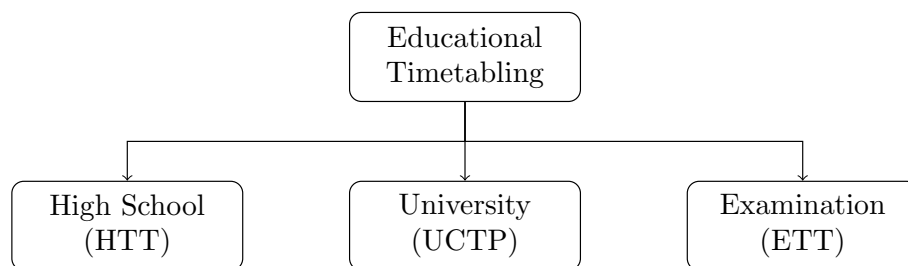 Educational
Timetabling
High School
(HTT)
University
(UCTP)
Examination
(ETT)